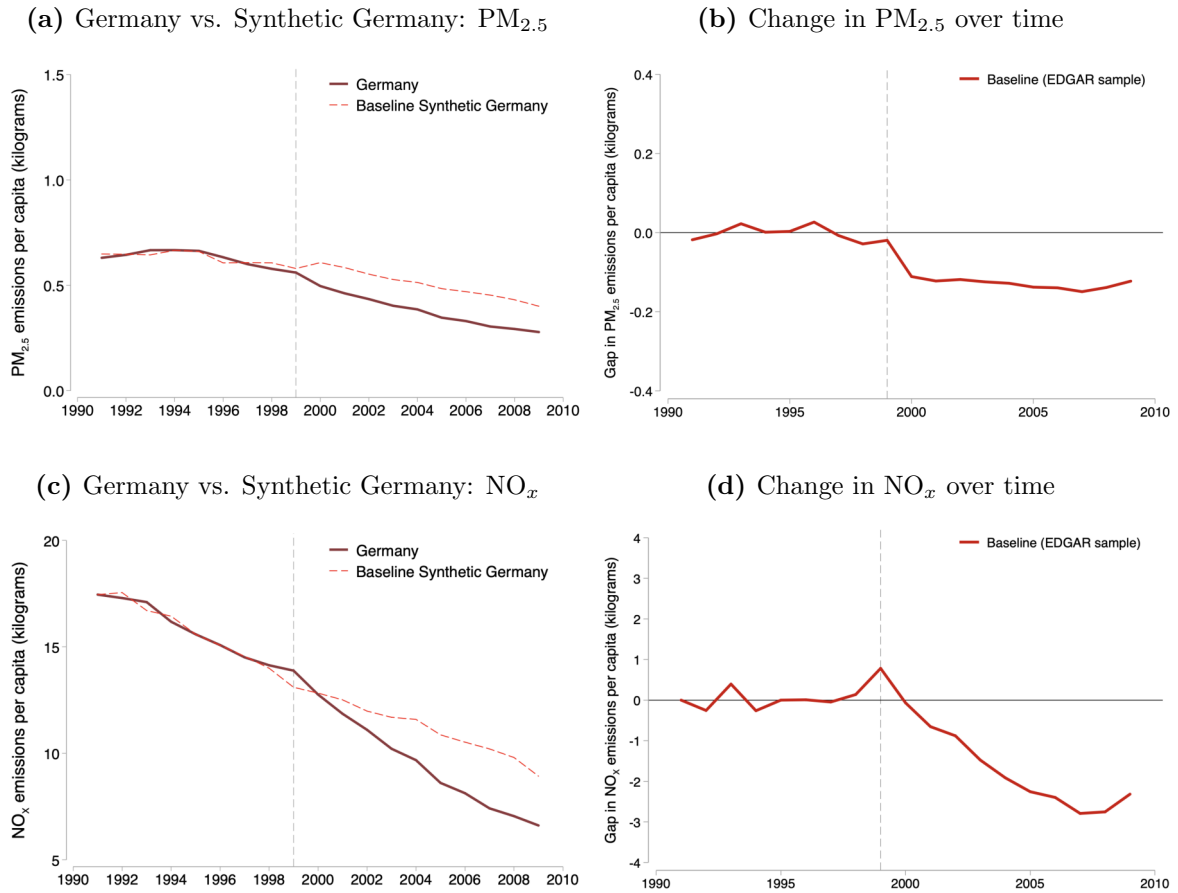 (a) Germany vs. Synthetic Germany: PM2.5
(b) Change in PM2.5 over time
PM2.5 emissions per capita (kilograms)
1.5
1.0
0.5
0.0
Germany
Baseline Synthetic Germany
1990 1992 1994 1996 1998 2000 2002 2004 2006 2008 2010
Gap in PM2.5 emissions per capita (kilograms)
0.4
0.2
0.0
-0.2
-0.4
Baseline (EDGAR sample)
1990 1995 2000 2005 2010
(c) Germany vs. Synthetic Germany: NOx
(d) Change in NOx over time
NOx emissions per capita (kilograms)
20
15
10
5
Germany
Baseline Synthetic Germany
1990 1992 1994 1996 1998 2000 2002 2004 2006 2008 2010
Gap in NOx emissions per capita (kilograms)
4
3
2
1
0
-1
-2
-3
-4
Baseline (EDGAR sample)
1990 1995 2000 2005 2010